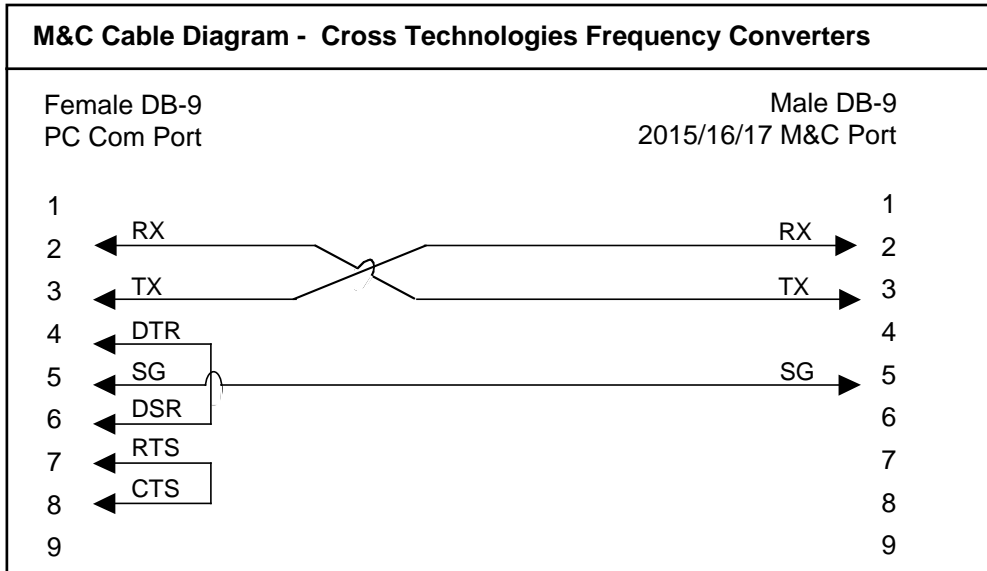 M&C Cable Diagram -  Cross Technologies Frequency Converters
Female DB-9
PC Com Port
Male DB-9
2015/16/17 M&C Port
1 1
2 RX RX 2
3 TX TX 3
4 DTR 4
5 SG SG 5
6 DSR 6
7 RTS 7
8 CTS 8
9 9